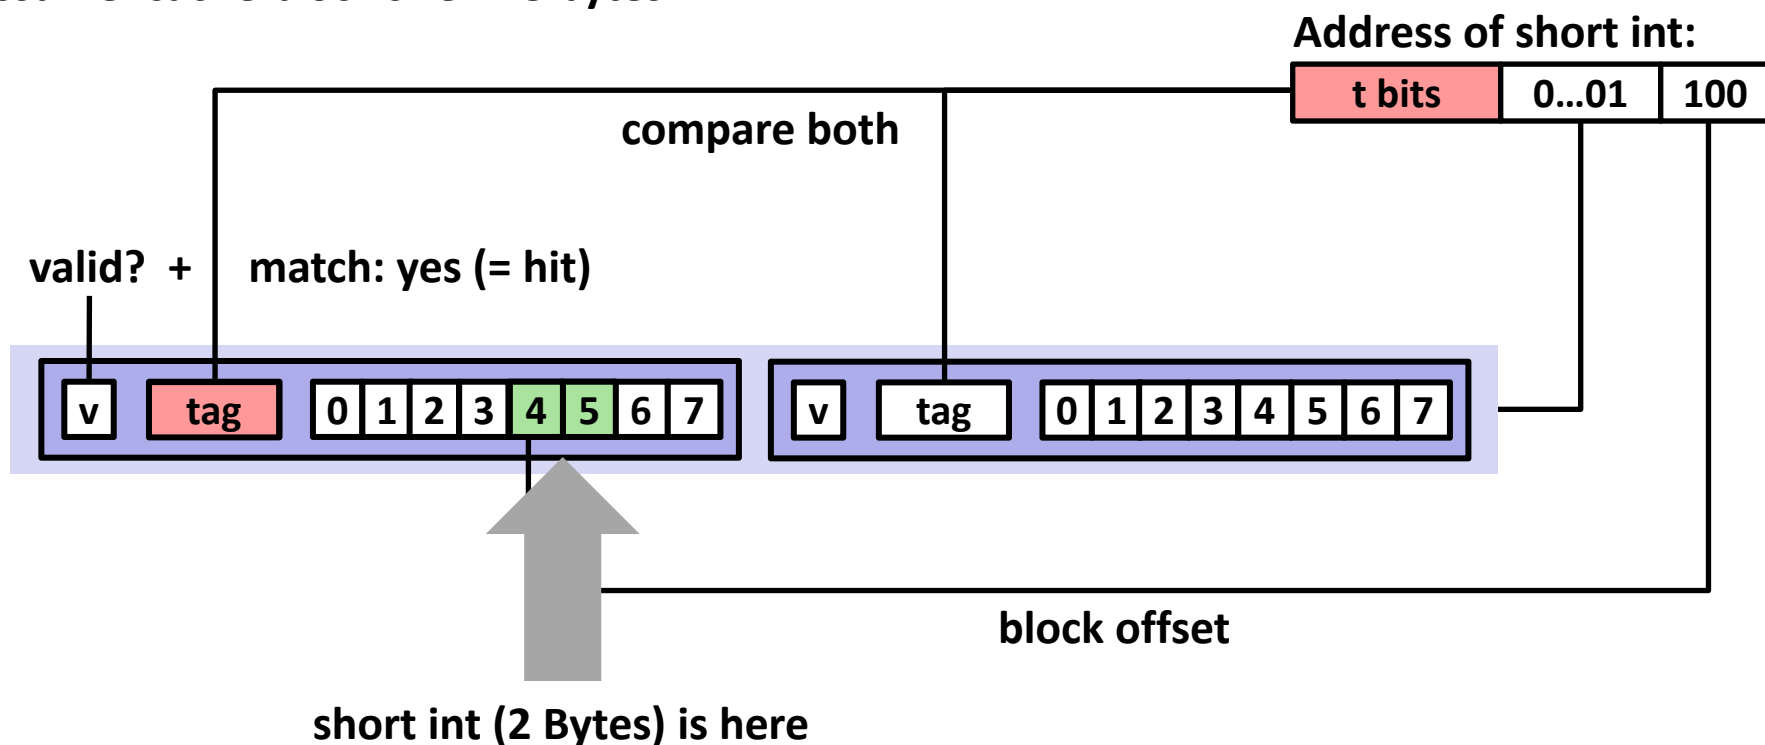 Address of short int:
t bits 0...01 100
compare both
valid? + match: yes (= hit)
v tag 0 1 2 3 4 5 6 7 v tag 0 1 2 3 4 5 6 7
block offset
short int (2 Bytes) is here